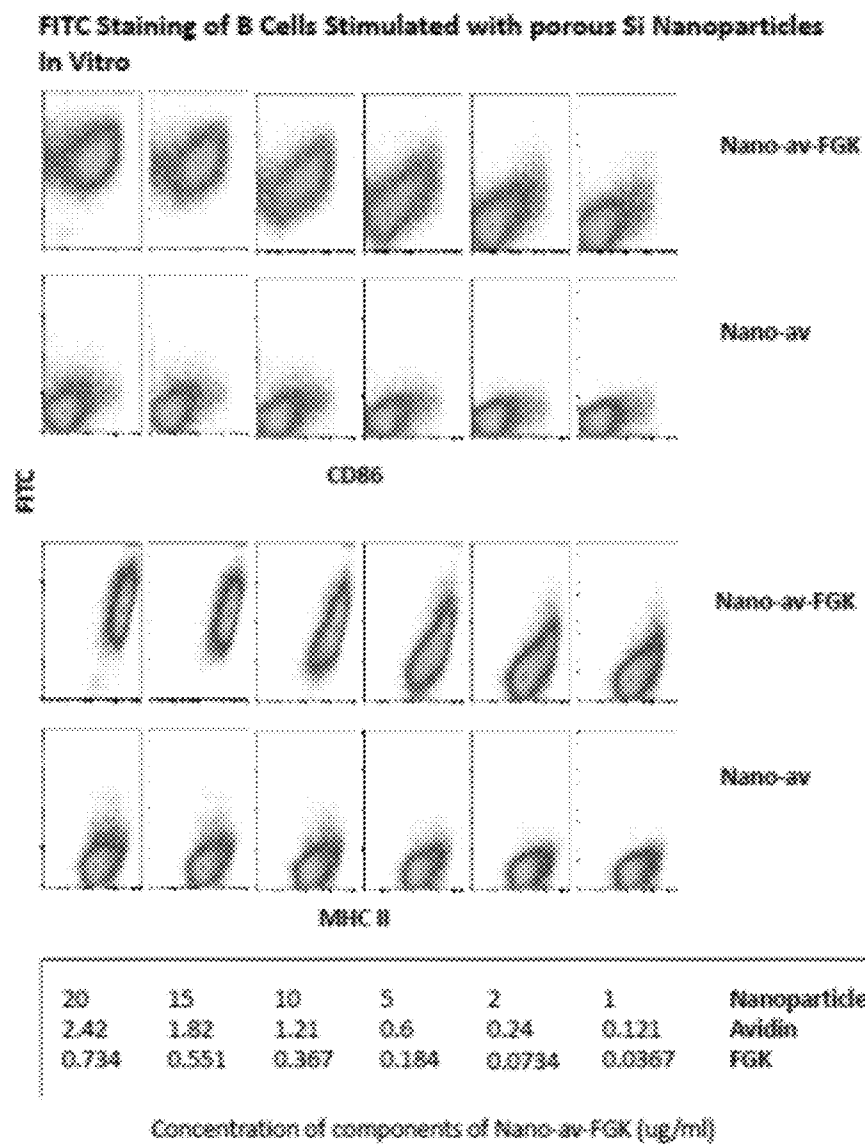 FITC Staining of B Cells Stimulated with porous Si Nanoparticles
In Vitro
Nano-av-FGK
Nano-av
CD86
FITC
Nano-av-FGK
Nano-av
MHC II
20 15 10 5 2 1 Nanoparticle
2.42 1.82 1.21 0.6 0.24 0.121 Avidin
0.734 0.551 0.367 0.184 0.0734 0.0367 FGK
Concentration of components of Nano-av-FGK (ug/ml)